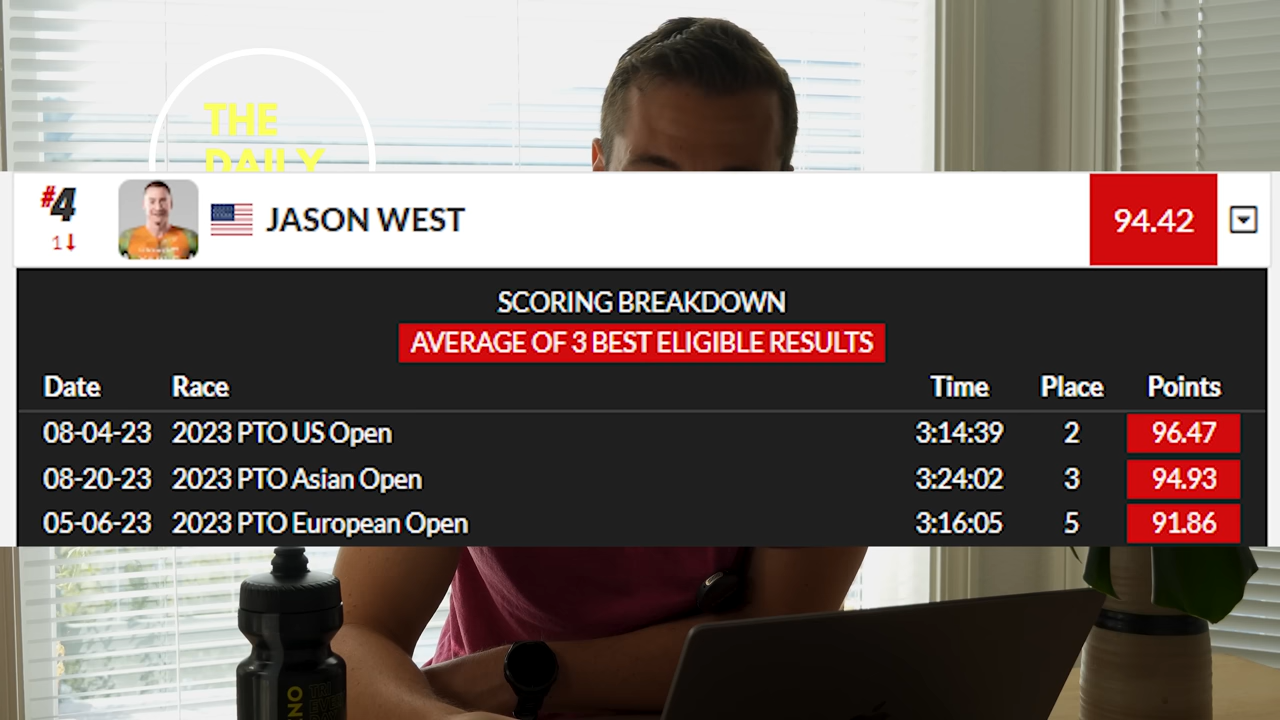 THE
DAILY
#4
1↓
JASON WEST
94.42
SCORING BREAKDOWN
AVERAGE OF 3 BEST ELIGIBLE RESULTS
Date Race Time Place Points
08-04-23 2023 PTO US Open 3:14:39 2 96.47
08-20-23 2023 PTO Asian Open 3:24:02 3 94.93
05-06-23 2023 PTO European Open 3:16:05 5 91.86